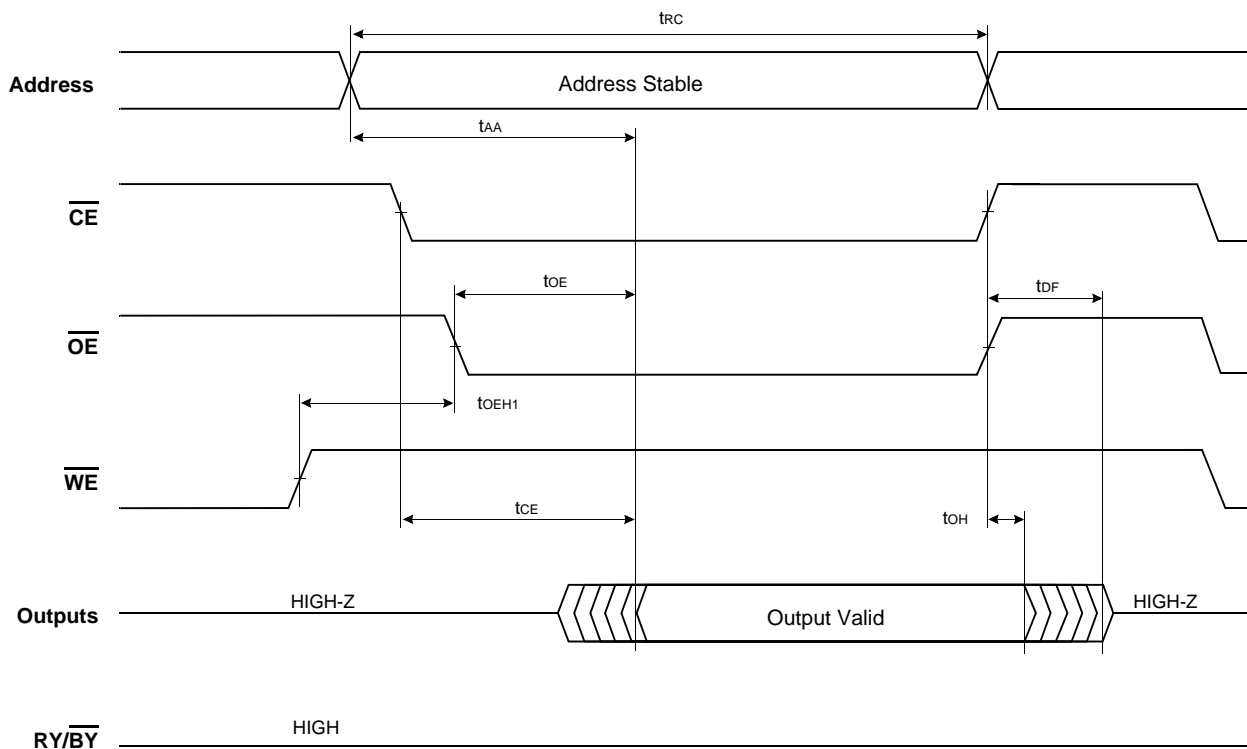 tRC
Address
Address Stable
tAA
CE
tOE
tDF
OE
tOEH1
WE
tCE
tOH
Outputs
HIGH-Z
Output Valid
HIGH-Z
RY/BY
HIGH